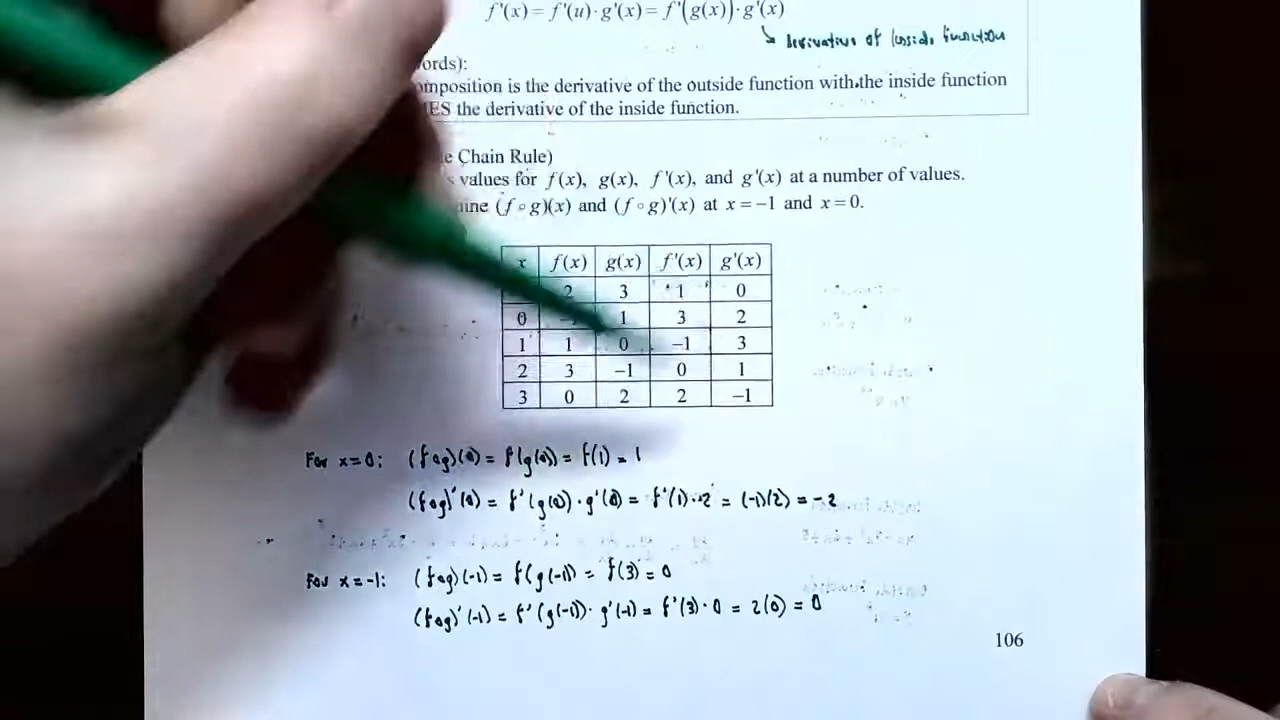 f'(x) = f'(u) · g'(x) = f'(g(x)) · g'(x)
↘ derivative of inside function
ords):
omposition is the derivative of the outside function with the inside function
ES the derivative of the inside function.
e Chain Rule)
s values for f(x), g(x), f'(x), and g'(x) at a number of values.
ine (f∘g)(x) and (f∘g)'(x) at x = −1 and x = 0.
x f(x) g(x) f'(x) g'(x)
2 3 1 0
0 1 3 2
1 1 0 −1 3
2 3 −1 0 1
3 0 2 2 −1
For x=0: (f∘g)(0) = f(g(0)) = f(1) = 1
(f∘g)'(0) = f'(g(0)) · g'(0) = f'(1) · 2 = (-1)(2) = -2
For x=-1: (f∘g)(-1) = f(g(-1)) = f(3) = 0
(f∘g)'(-1) = f'(g(-1)) · g'(-1) = f'(3) · 0 = 2(0) = 0
106